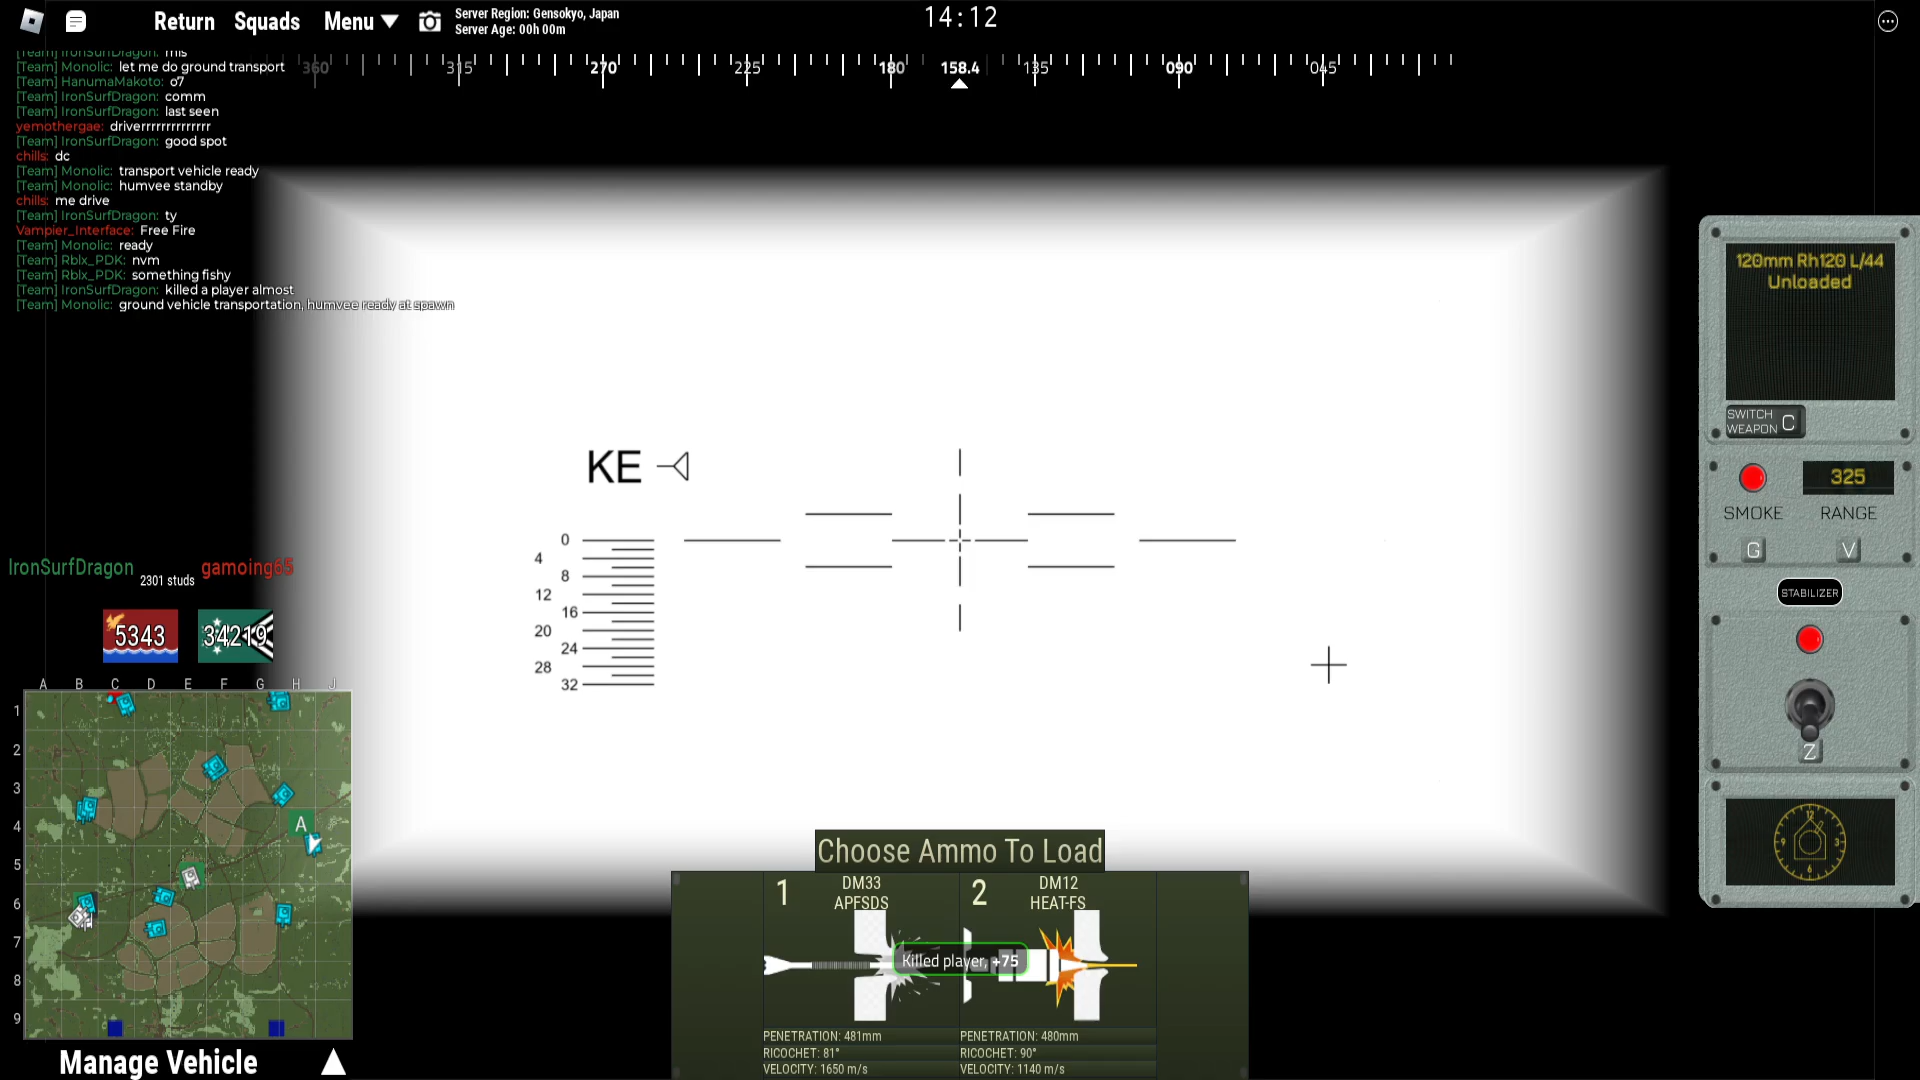 Return
Squads
Menu
Server Region: Gensokyo, Japan
Server Age: 00h 00m
14:12
[Team] IronSurfDragon: mis
[Team] Monolic: let me do ground transport
[Team] HanumaMakoto: o7
[Team] IronSurfDragon: comm
[Team] IronSurfDragon: last seen
yemothergae: driverrrrrrrrrrrrrr
[Team] IronSurfDragon: good spot
chills: dc
[Team] Monolic: transport vehicle ready
[Team] Monolic: humvee standby
chills: me drive
[Team] IronSurfDragon: ty
Vampier_Interface: Free Fire
[Team] Monolic: ready
[Team] Rblx_PDK: nvm
[Team] Rblx_PDK: something fishy
[Team] IronSurfDragon: killed a player almost
[Team] Monolic: ground vehicle transportation, humvee ready at spawn
360 315 270 225 180 158.4 135 090 045
120mm Rh120 L/44
Unloaded
SWITCH
WEAPON C
325
SMOKE RANGE
G V
STABILIZER
Z
12
3
6
9
KE
0
4
8
12
16
20
24
28
32
IronSurfDragon 2301 studs gamoing65
5343 34219
A B C D E F G H J
1
2
3
4
5
6
7
8
9
A
Manage Vehicle
Choose Ammo To Load
1 DM33
APFSDS
2 DM12
HEAT-FS
Killed player, +75
PENETRATION: 481mm
RICOCHET: 81°
VELOCITY: 1650 m/s
PENETRATION: 480mm
RICOCHET: 90°
VELOCITY: 1140 m/s